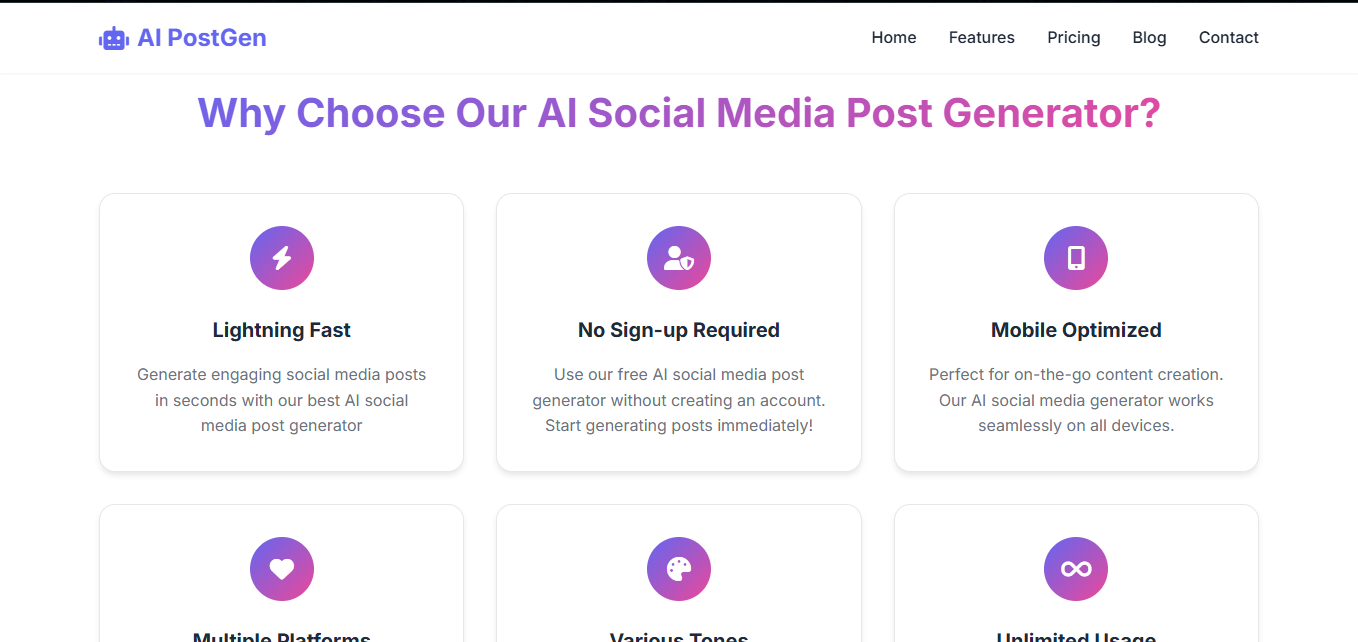 AI PostGen
Home
Features
Pricing
Blog
Contact
Why Choose Our AI Social Media Post Generator?
Lightning Fast
Generate engaging social media posts
in seconds with our best AI social
media post generator
No Sign-up Required
Use our free AI social media post
generator without creating an account.
Start generating posts immediately!
Mobile Optimized
Perfect for on-the-go content creation.
Our AI social media generator works
seamlessly on all devices.
Multiple Platforms
Various Tones
Unlimited Usage